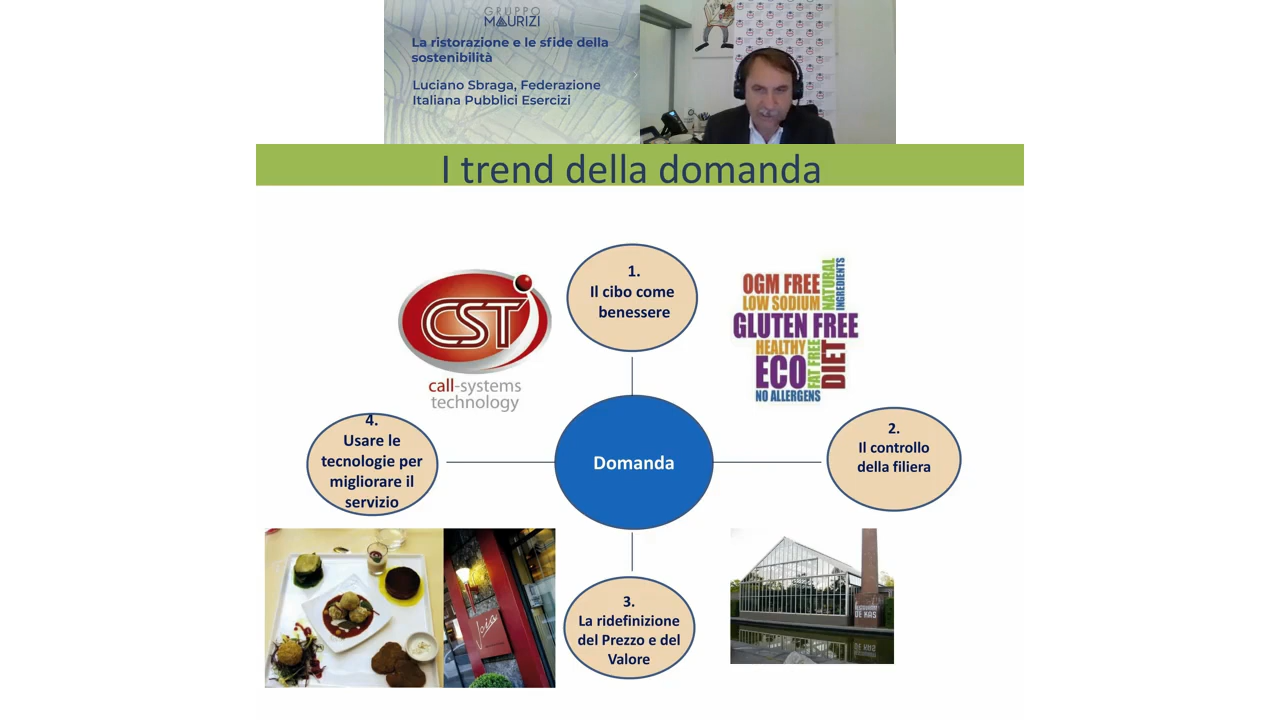 GRUPPO
MAURIZI
La ristorazione e le sfide della
sostenibilità
Luciano Sbraga, Federazione
Italiana Pubblici Esercizi
I trend della domanda
1.
Il cibo come
benessere
CST
call-systems
technology
OGM FREE
LOW SODIUM
NATURAL
INGREDIENTS
GLUTEN FREE
HEALTHY
ECO
FAT FREE
DIET
NO ALLERGENS
4.
Usare le
tecnologie per
migliorare il
servizio
Domanda
2.
Il controllo
della filiera
3.
La ridefinizione
del Prezzo e del
Valore
Joia
DE KAS